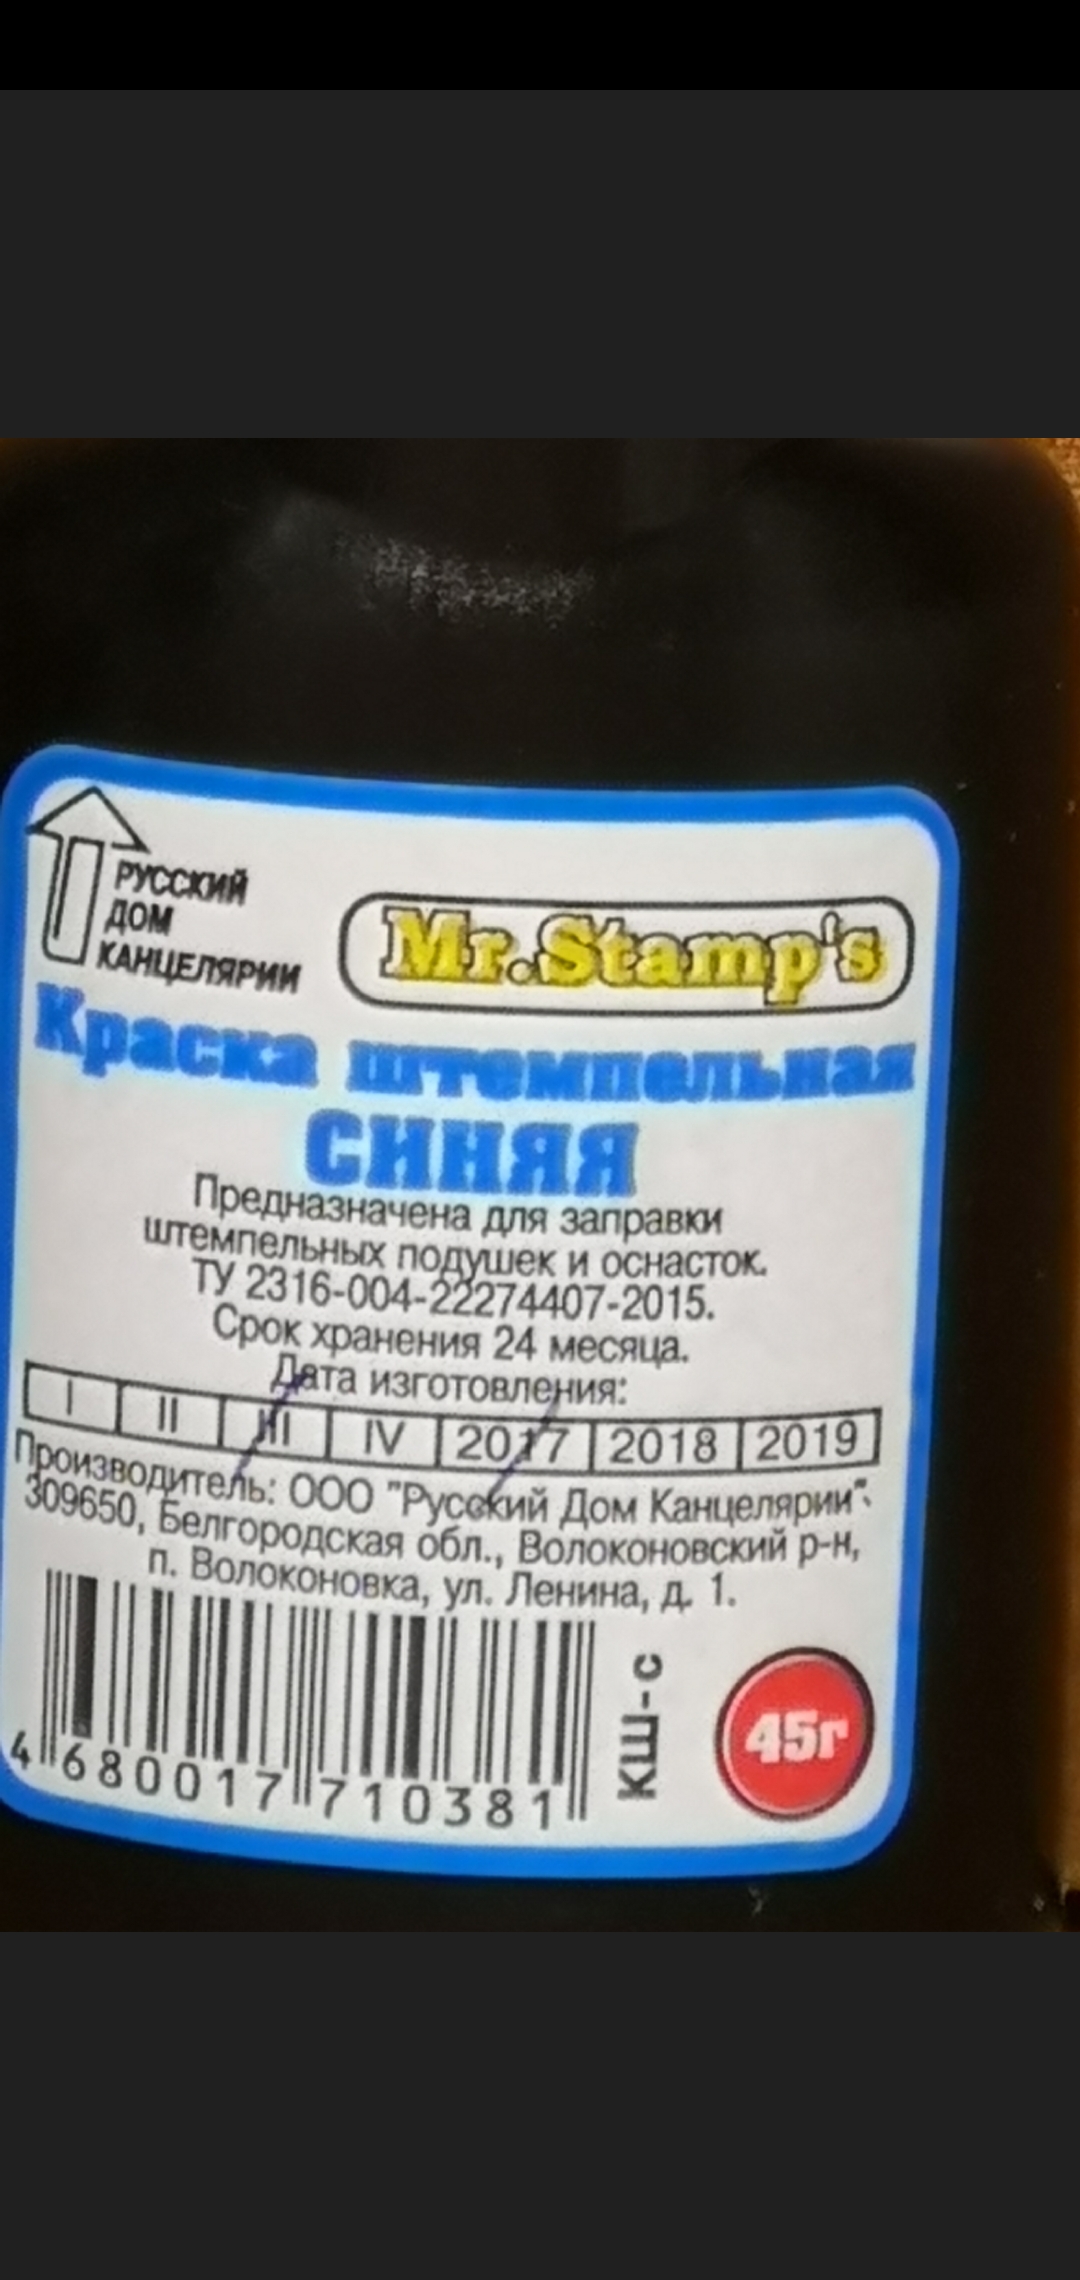 РУССКИЙ
ДОМ
КАНЦЕЛЯРИИ
Mr.Stamp's
Краска штемпельная
синяя
Предназначена для заправки
штемпельных подушек и оснасток.
ТУ 2316-004-22274407-2015.
Срок хранения 24 месяца.
Дата изготовления:
I II III IV 2017 2018 2019
Производитель: ООО "Русский Дом Канцелярии".
309650, Белгородская обл., Волоконовский р-н,
п. Волоконовка, ул. Ленина, д. 1.
4 680017 710381
КШ-с
45г